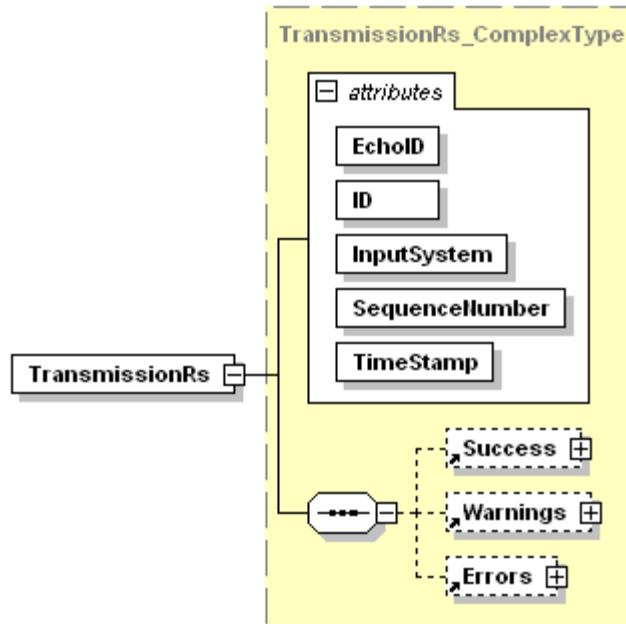 TransmissionRs_ComplexType
attributes
EchoID
ID
InputSystem
SequenceNumber
TimeStamp
TransmissionRs
Success
Warnings
Errors